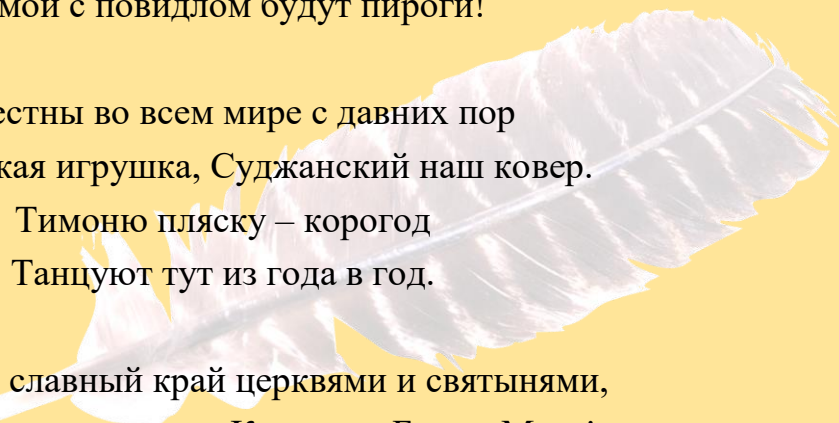 мой с повидлом будут пироги!
естны во всем мире с давних пор
кая игрушка, Суджанский наш ковер.
Тимоню пляску – корогод
Танцуют тут из года в год.
славный край церквями и святынями,